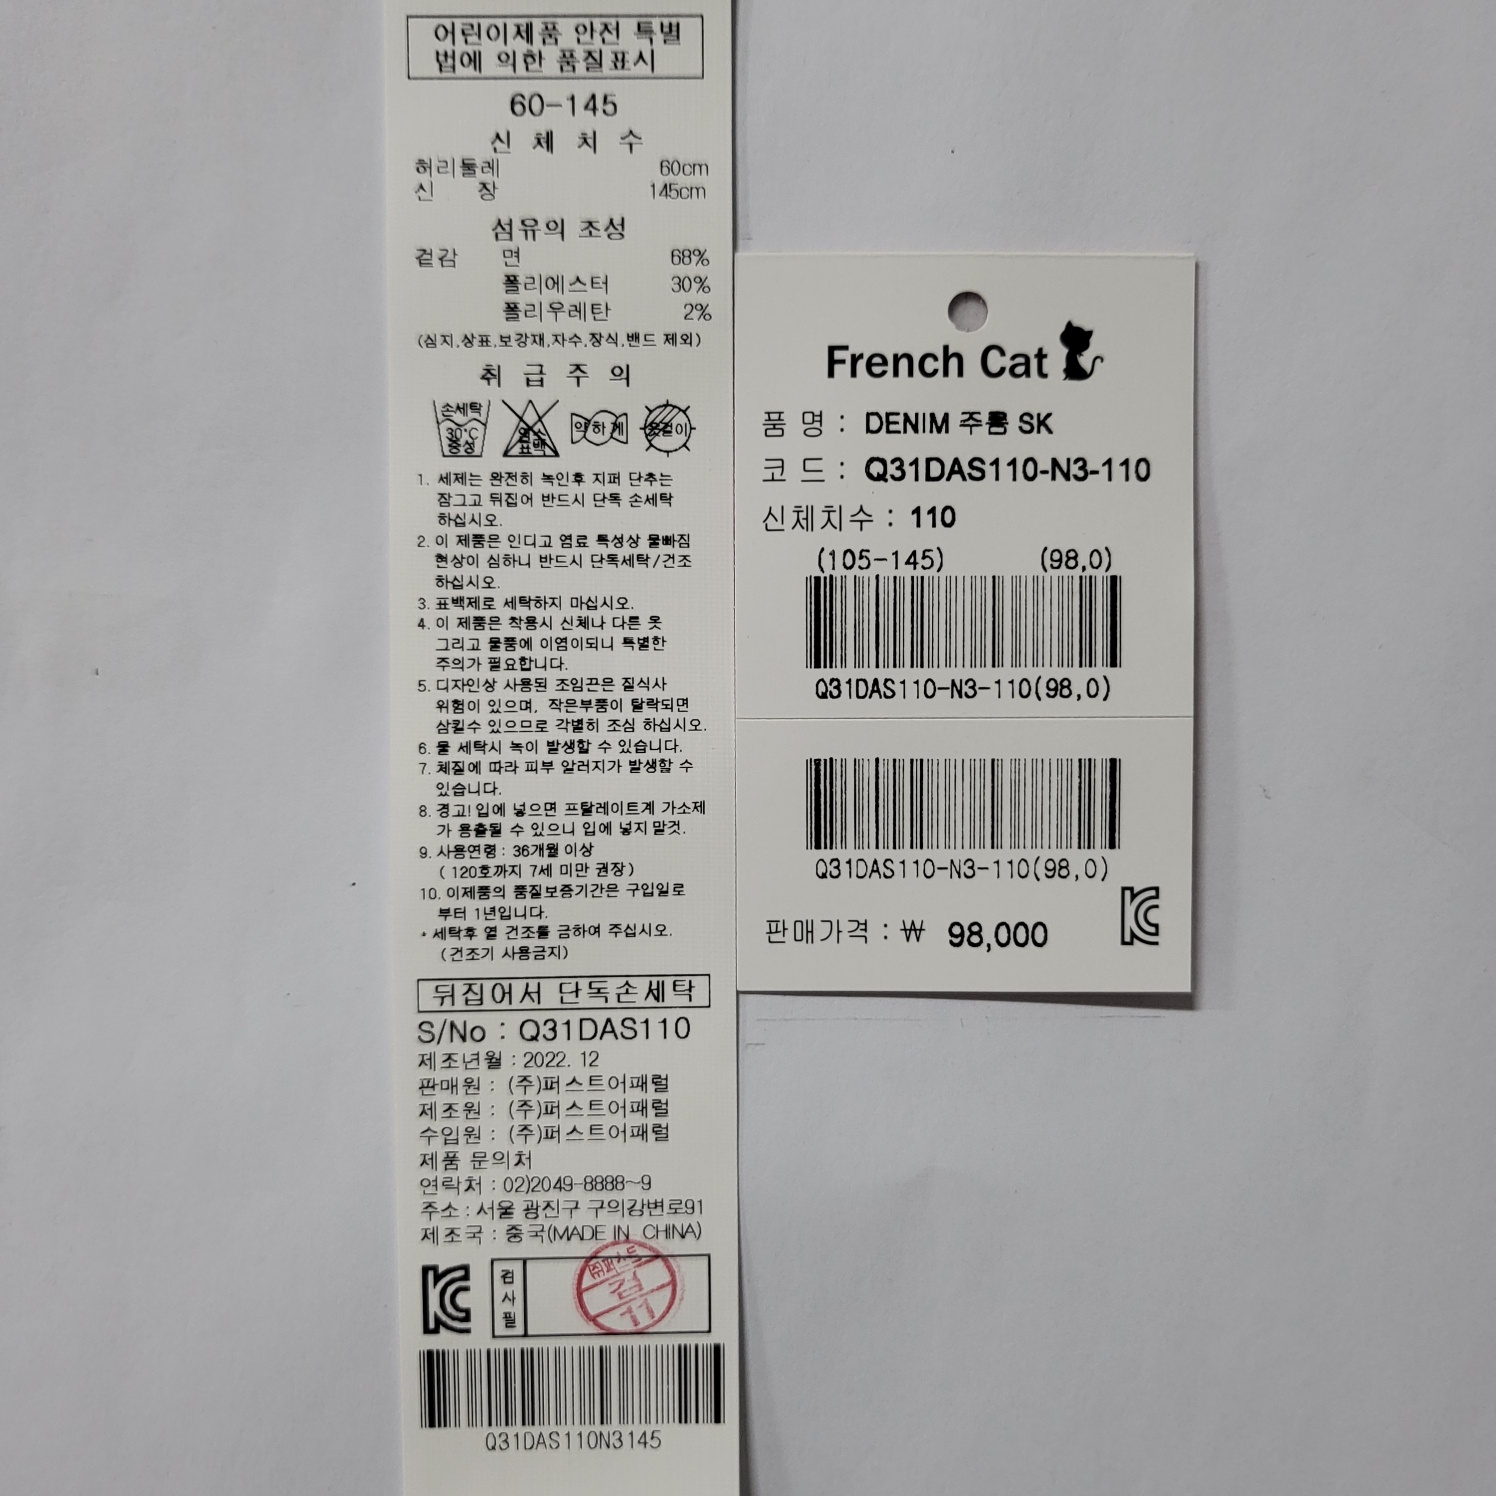 어린이제품 안전 특별
법에 의한 품질표시
60-145
신 체 치 수
허리둘레 60cm
신 장 145cm
섬유의 조성
겉감 면 68%
폴리에스터 30%
폴리우레탄 2%
(심지,상표,보강재,자수,장식,밴드 제외)
취 급 주 의
손세탁 30°C 중성
염소 표백
약하게
옷걸이
1. 세제는 완전히 녹인후 지퍼 단추는
잠그고 뒤집어 반드시 단독 손세탁
하십시오.
2. 이 제품은 인디고 염료 특성상 물빠짐
현상이 심하니 반드시 단독세탁/건조
하십시오.
3. 표백제로 세탁하지 마십시오.
4. 이 제품은 착용시 신체나 다른 옷
그리고 물품에 이염이되니 특별한
주의가 필요합니다.
5. 디자인상 사용된 조임끈은 질식사
위험이 있으며, 작은부품이 탈락되면
삼킬수 있으므로 각별히 조심 하십시오.
6. 물 세탁시 녹이 발생할 수 있습니다.
7. 체질에 따라 피부 알러지가 발생할 수
있습니다.
8. 경고! 입에 넣으면 프탈레이트계 가소제
가 용출될 수 있으니 입에 넣지 말것.
9. 사용연령 : 36개월 이상
( 120호까지 7세 미만 권장 )
10. 이제품의 품질보증기간은 구입일로
부터 1년입니다.
* 세탁후 열 건조를 금하여 주십시오.
(건조기 사용금지)
뒤집어서 단독손세탁
S/No : Q31DAS110
제조년월 : 2022. 12
판매원 : (주)퍼스트어패럴
제조원 : (주)퍼스트어패럴
수입원 : (주)퍼스트어패럴
제품 문의처
연락처 : 02)2049-8888~9
주소 : 서울 광진구 구의강변로91
제조국 : 중국(MADE IN CHINA)
검사필
㈜퍼스트
검
11
Q31DAS110N3145
French Cat
품 명 : DENIM 주름 SK
코 드 : Q31DAS110-N3-110
신체치수 : 110
(105-145) (98,0)
Q31DAS110-N3-110(98,0)
Q31DAS110-N3-110(98,0)
판매가격 : ₩ 98,000